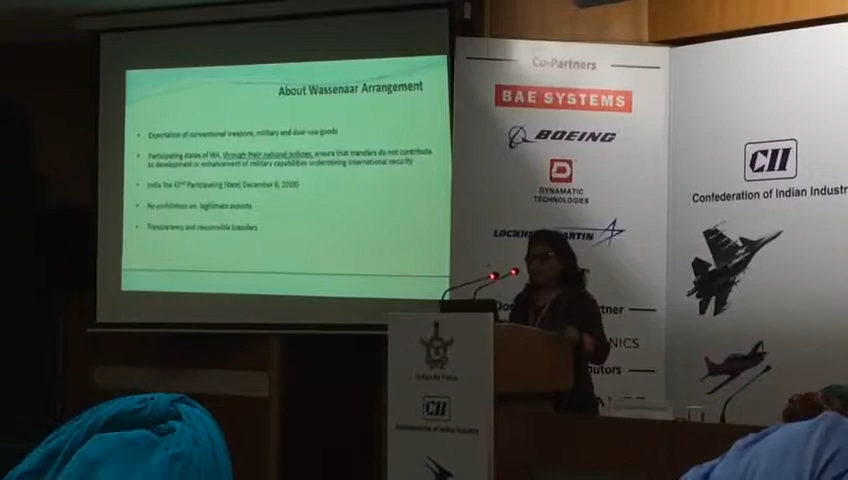 About Wassenaar Arrangement
Exportation of conventional weapons, military and dual-use goods
Participating states of WA, through their national policies, ensure that transfers do not contribute
to development or enhancement of military capabilities undermining international security
India the 42nd Participating State( December 8, 2018)
No prohibition on legitimate exports
Transparency and responsible transfers
Co-Partners
BAE SYSTEMS
BOEING
DYNAMATIC
TECHNOLOGIES
LOCKHEED MARTIN
CII
Confederation of Indian Industry
Indian Air Force
CII
Confederation of Indian Industry